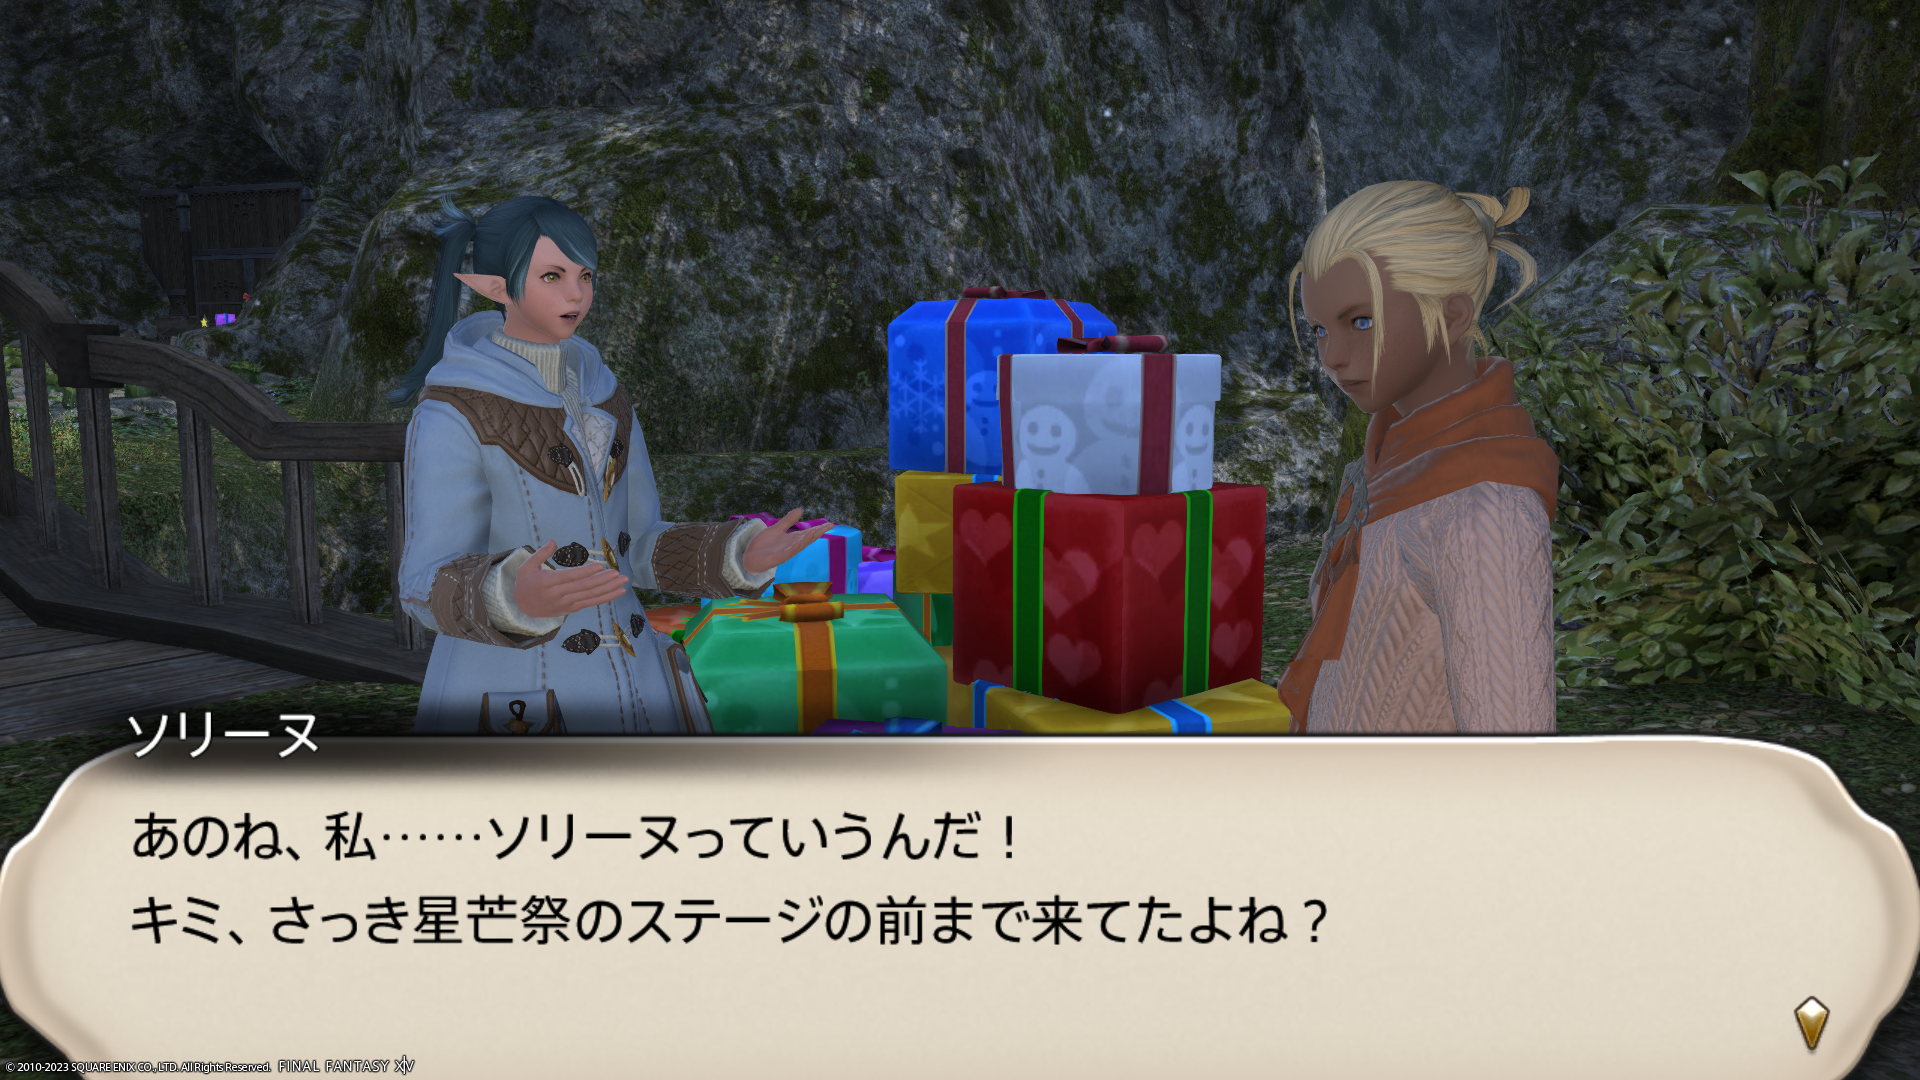 ソリーヌ
あのね、私……ソリーヌっていうんだ！
キミ、さっき星芒祭のステージの前まで来てたよね？
© 2010-2023 SQUARE ENIX CO., LTD. All Rights Reserved. FINAL FANTASY XIV